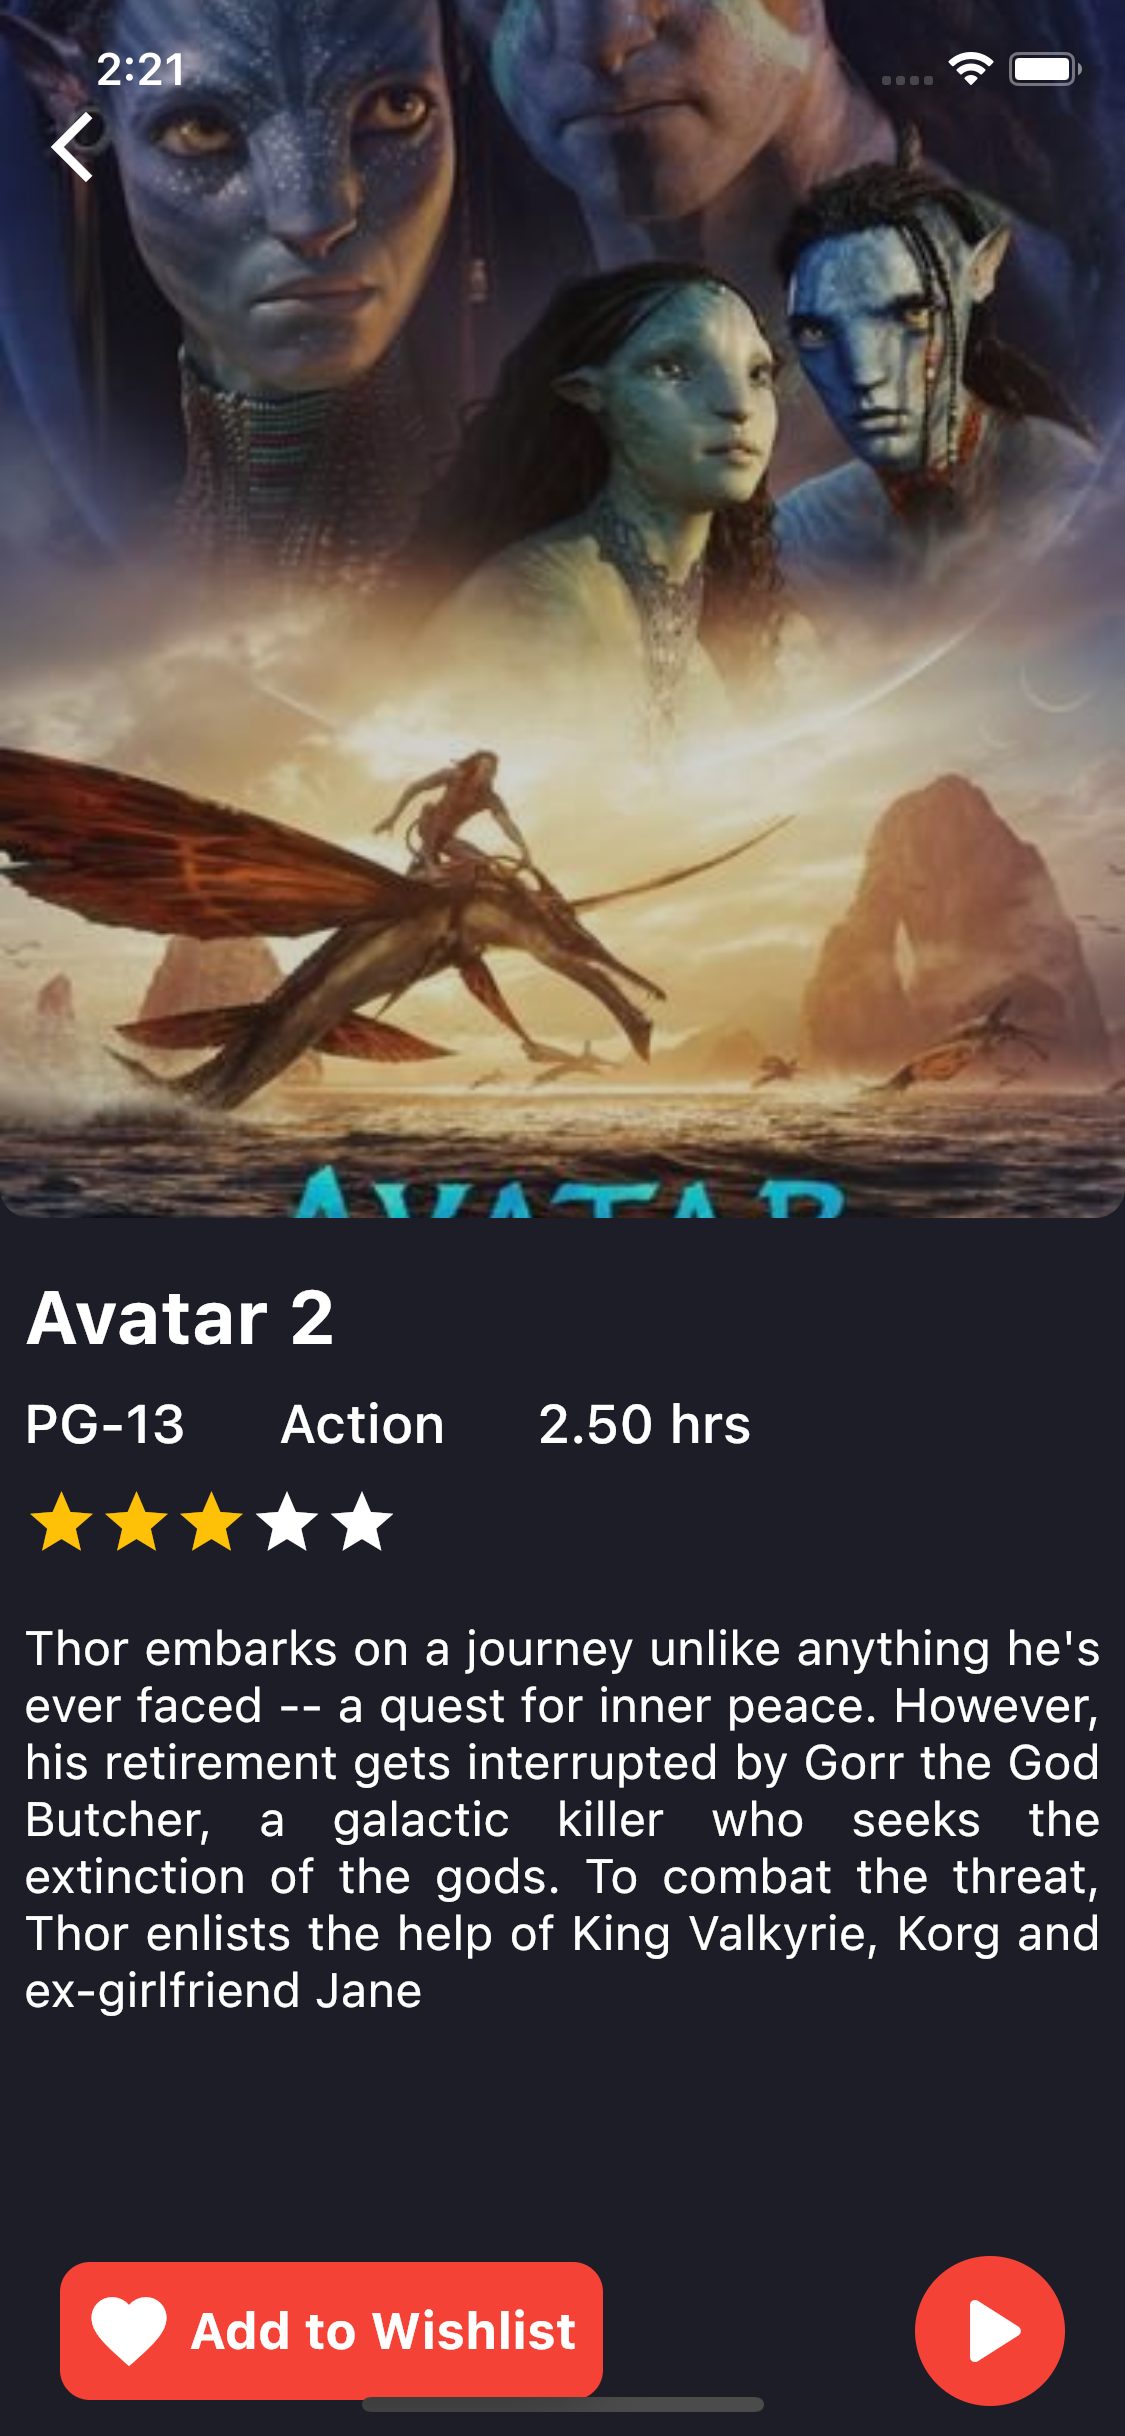 2:21
AVATAR
Avatar 2
PG-13 Action 2.50 hrs
Thor embarks on a journey unlike anything he's
ever faced -- a quest for inner peace. However,
his retirement gets interrupted by Gorr the God
Butcher, a galactic killer who seeks the
extinction of the gods. To combat the threat,
Thor enlists the help of King Valkyrie, Korg and
ex-girlfriend Jane
Add to Wishlist